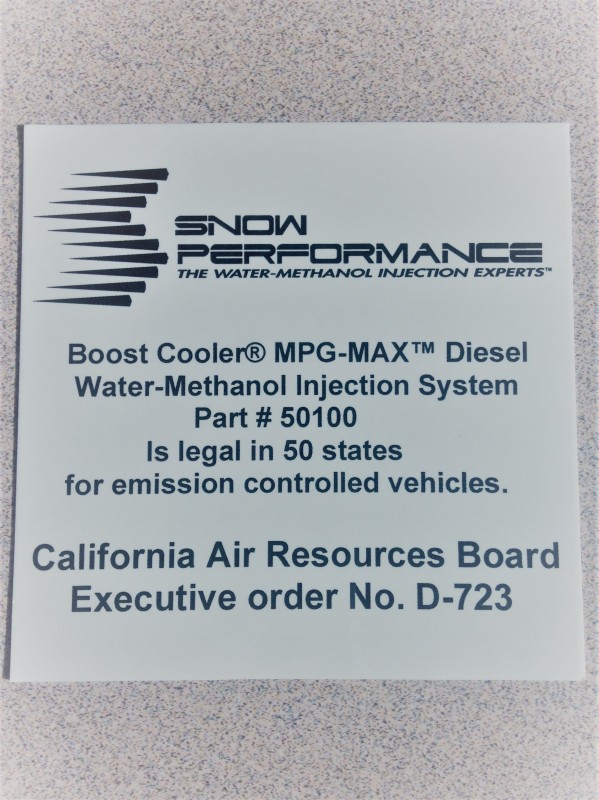 SNOW
PERFORMANCE
THE WATER-METHANOL INJECTION EXPERTS™
Boost Cooler® MPG-MAX™ Diesel
Water-Methanol Injection System
Part # 50100
Is legal in 50 states
for emission controlled vehicles.
California Air Resources Board
Executive order No. D-723